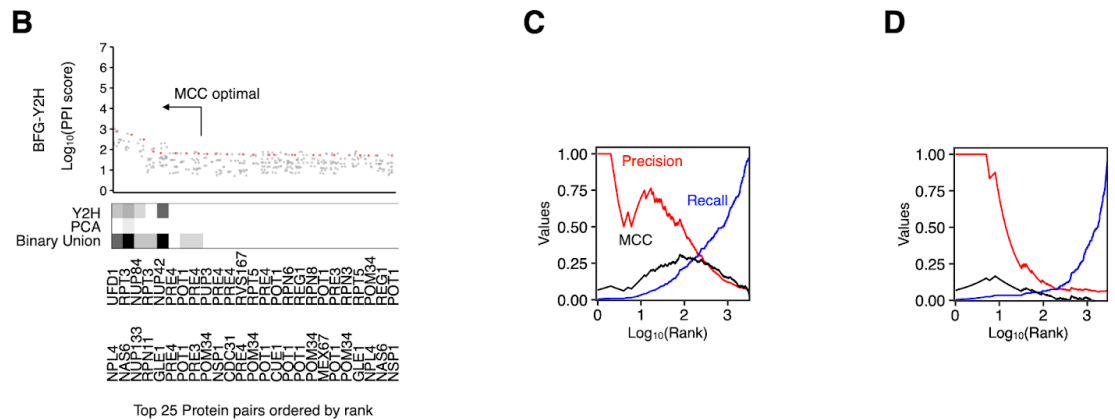 B
BFG-Y2H
Log₁₀(PPI score)
7
6
5
4
3
2
1
0
MCC optimal
Y2H
PCA
Binary Union
UFD1
RPT3
NUP84
RPT3
NUP42
PRE4
POT1
PRE4
PUP3
PRE4
PRE4
RVS167
RPT5
PRE4
POT1
RPN6
REG1
RPN8
POT1
PRE3
RPN3
RPT5
POM34
REG1
POT1
NPL4
NAS6
NUP133
RPN11
GLE1
PRE4
POT1
PRE3
POM34
NSP1
CDC31
PRE4
POM34
POT1
CUE1
POT1
POT1
POM34
MEX67
POT1
POM34
GLE1
NPL4
NAS6
NSP1
Top 25 Protein pairs ordered by rank
C
Values
1.00
0.75
0.50
0.25
0.00
Precision
Recall
MCC
0 1 2 3
Log₁₀(Rank)
D
Values
1.00
0.75
0.50
0.25
0.00
0 1 2 3
Log₁₀(Rank)